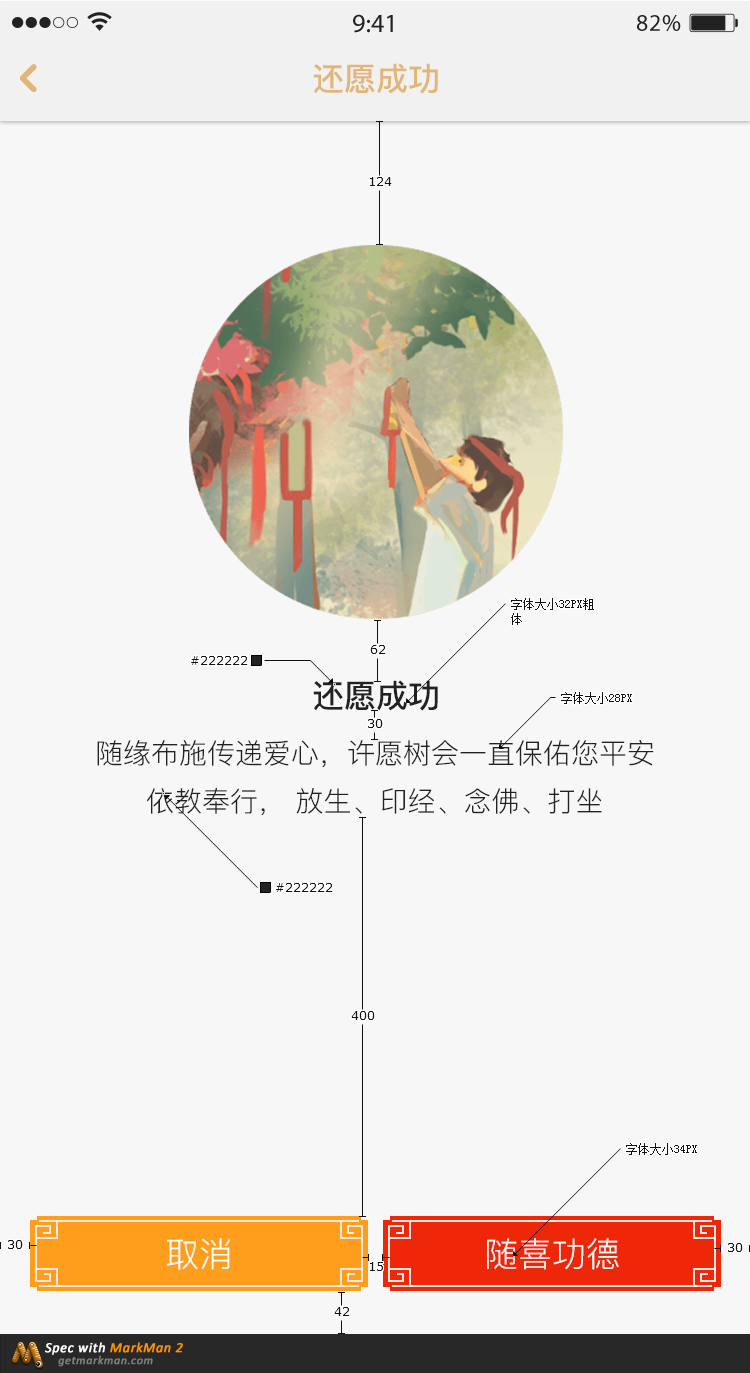 9:41
82%
还愿成功
124
字体大小32PX粗
体
62
#222222
还愿成功
字体大小28PX
30
随缘布施传递爱心，许愿树会一直保佑您平安
依教奉行， 放生、印经、念佛、打坐
#222222
400
字体大小34PX
30
取消
15
随喜功德
30
42
Spec with MarkMan 2
getmarkman.com